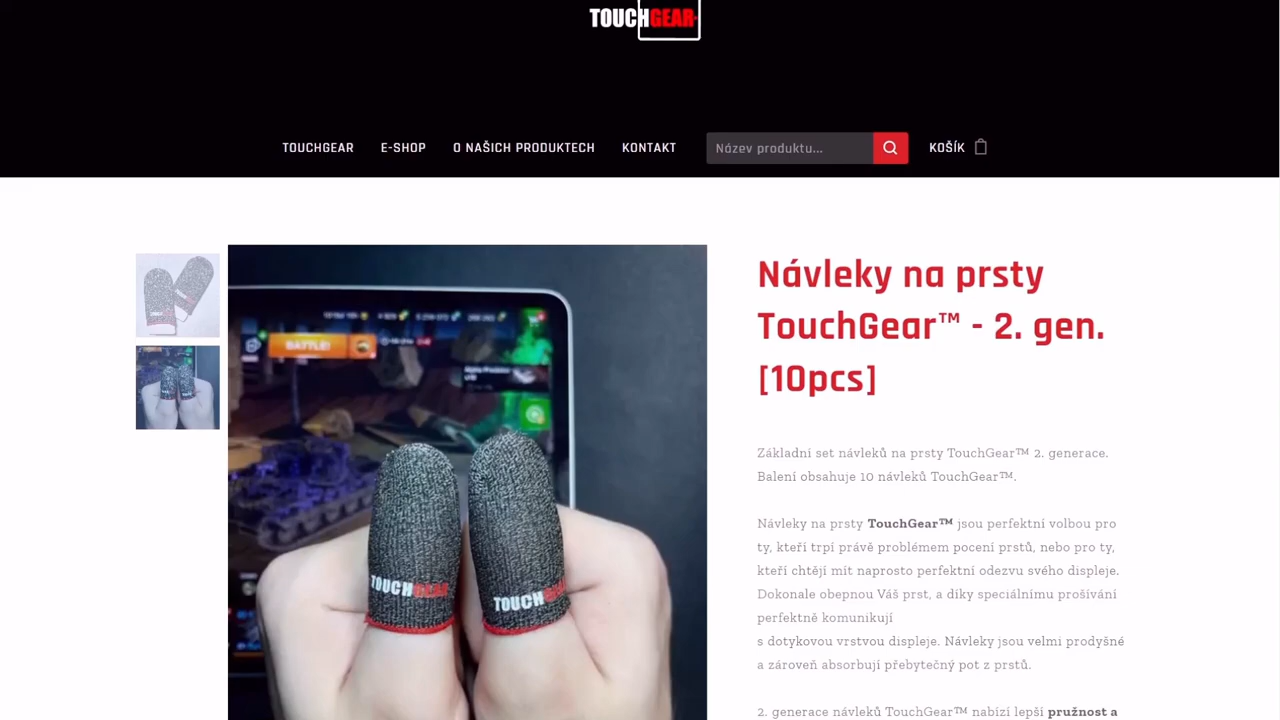 TOUCHGEAR
TOUCHGEAR
E-SHOP
O NAŠICH PRODUKTECH
KONTAKT
Název produktu...
KOŠÍK
BATTLE!
TOUCHGEAR
TOUCHGEAR
Návleky na prsty
TouchGear™ - 2. gen.
[10pcs]
Základní set návleků na prsty TouchGear™ 2. generace.
Balení obsahuje 10 návleků TouchGear™.
Návleky na prsty TouchGear™ jsou perfektní volbou pro
ty, kteří trpí právě problémem pocení prstů, nebo pro ty,
kteří chtějí mít naprosto perfektní odezvu svého displeje.
Dokonale obepnou Váš prst, a díky speciálnímu prošívání
perfektně komunikují
s dotykovou vrstvou displeje. Návleky jsou velmi prodyšné
a zároveň absorbují přebytečný pot z prstů.
2. generace návleků TouchGear™ nabízí lepší pružnost a